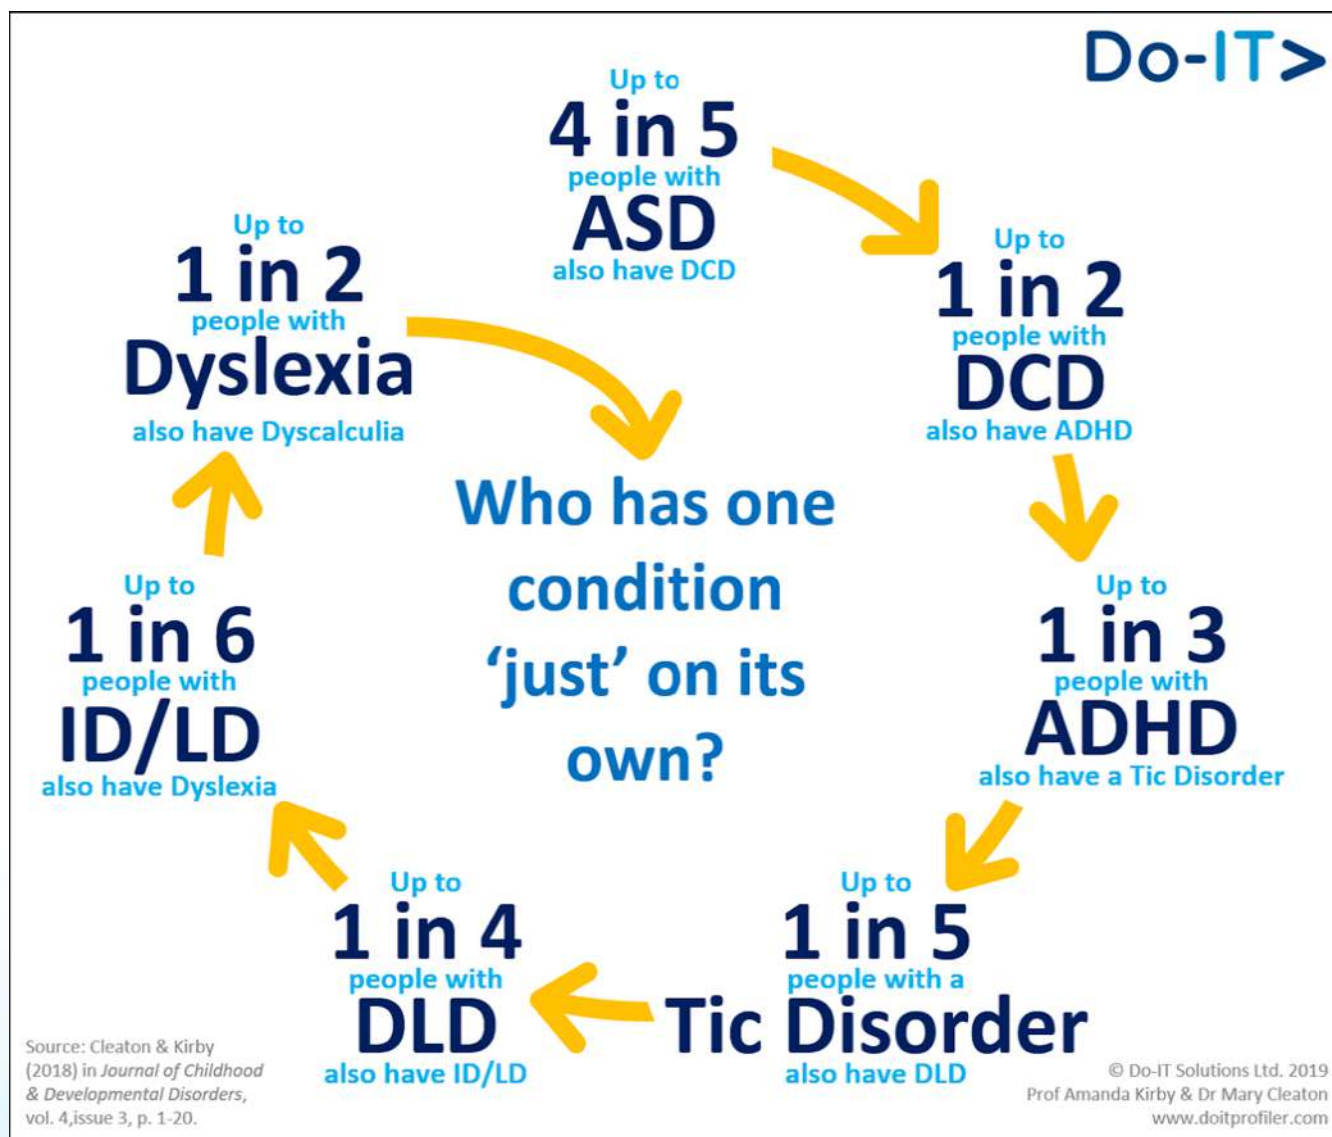 Do-IT>
Up to
4 in 5
people with
ASD
also have DCD
Up to
1 in 2
people with
DCD
also have ADHD
Up to
1 in 3
people with
ADHD
also have a Tic Disorder
Up to
1 in 5
people with a
Tic Disorder
also have DLD
Up to
1 in 4
people with
DLD
also have ID/LD
Up to
1 in 6
people with
ID/LD
also have Dyslexia
Up to
1 in 2
people with
Dyslexia
also have Dyscalculia
Who has one
condition
‘just’ on its
own?
Source: Cleaton & Kirby
(2018) in Journal of Childhood
& Developmental Disorders,
vol. 4,issue 3, p. 1-20.
© Do-IT Solutions Ltd. 2019
Prof Amanda Kirby & Dr Mary Cleaton
www.doitprofiler.com